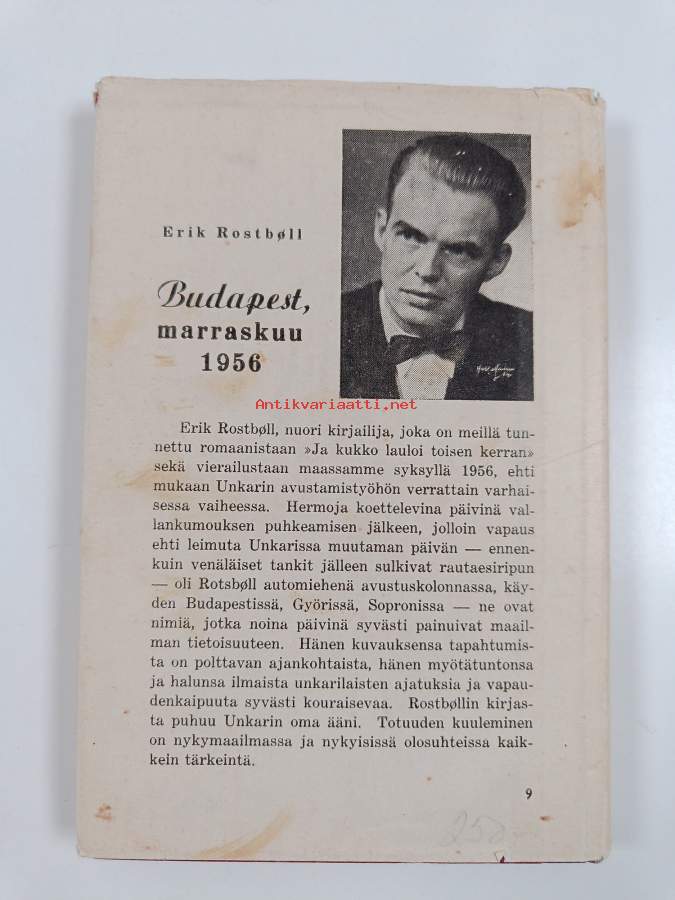 Erik Rostbøll
Budapest,
marraskuu
1956
Antikvariaatti.net
Erik Rostbøll, nuori kirjailija, joka on meillä tun-
nettu romaanistaan »Ja kukko lauloi toisen kerran»
sekä vierailustaan maassamme syksyllä 1956, ehti
mukaan Unkarin avustamistyöhön verrattain varhai-
sessa vaiheessa. Hermoja koettelevina päivinä val-
lankumouksen puhkeamisen jälkeen, jolloin vapaus
ehti leimuta Unkarissa muutaman päivän — ennen-
kuin venäläiset tankit jälleen sulkivat rautaesiripun
— oli Rotsbøll automiehenä avustuskolonnassa, käy-
den Budapestissä, Györissä, Sopronissa — ne ovat
nimiä, jotka noina päivinä syvästi painuivat maail-
man tietoisuuteen. Hänen kuvauksensa tapahtumis-
ta on polttavan ajankohtaista, hänen myötätuntonsa
ja halunsa ilmaista unkarilaisten ajatuksia ja vapau-
denkaipuuta syvästi kouraisevaa. Rostbøllin kirjas-
ta puhuu Unkarin oma ääni. Totuuden kuuleminen
on nykymaailmassa ja nykyisissä olosuhteissa kaik-
kein tärkeintä.
9
250